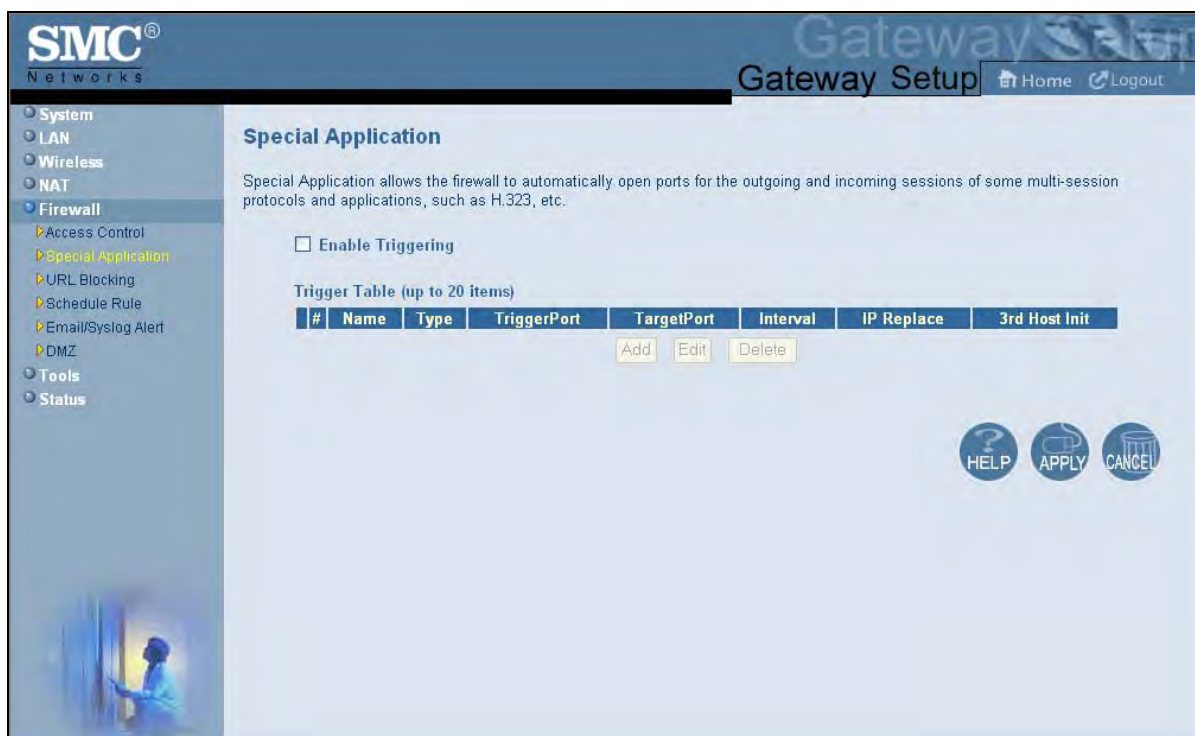 SMC®
Networks
Gateway Setup
Gateway Setup
Home
Logout
System
LAN
Wireless
NAT
Firewall
Access Control
Special Application
URL Blocking
Schedule Rule
Email/Syslog Alert
DMZ
Tools
Status
Special Application
Special Application allows the firewall to automatically open ports for the outgoing and incoming sessions of some multi-session
protocols and applications, such as H.323, etc.
Enable Triggering
Trigger Table (up to 20 items)
# Name Type TriggerPort TargetPort Interval IP Replace 3rd Host Init
Add Edit Delete
HELP APPLY CANCEL